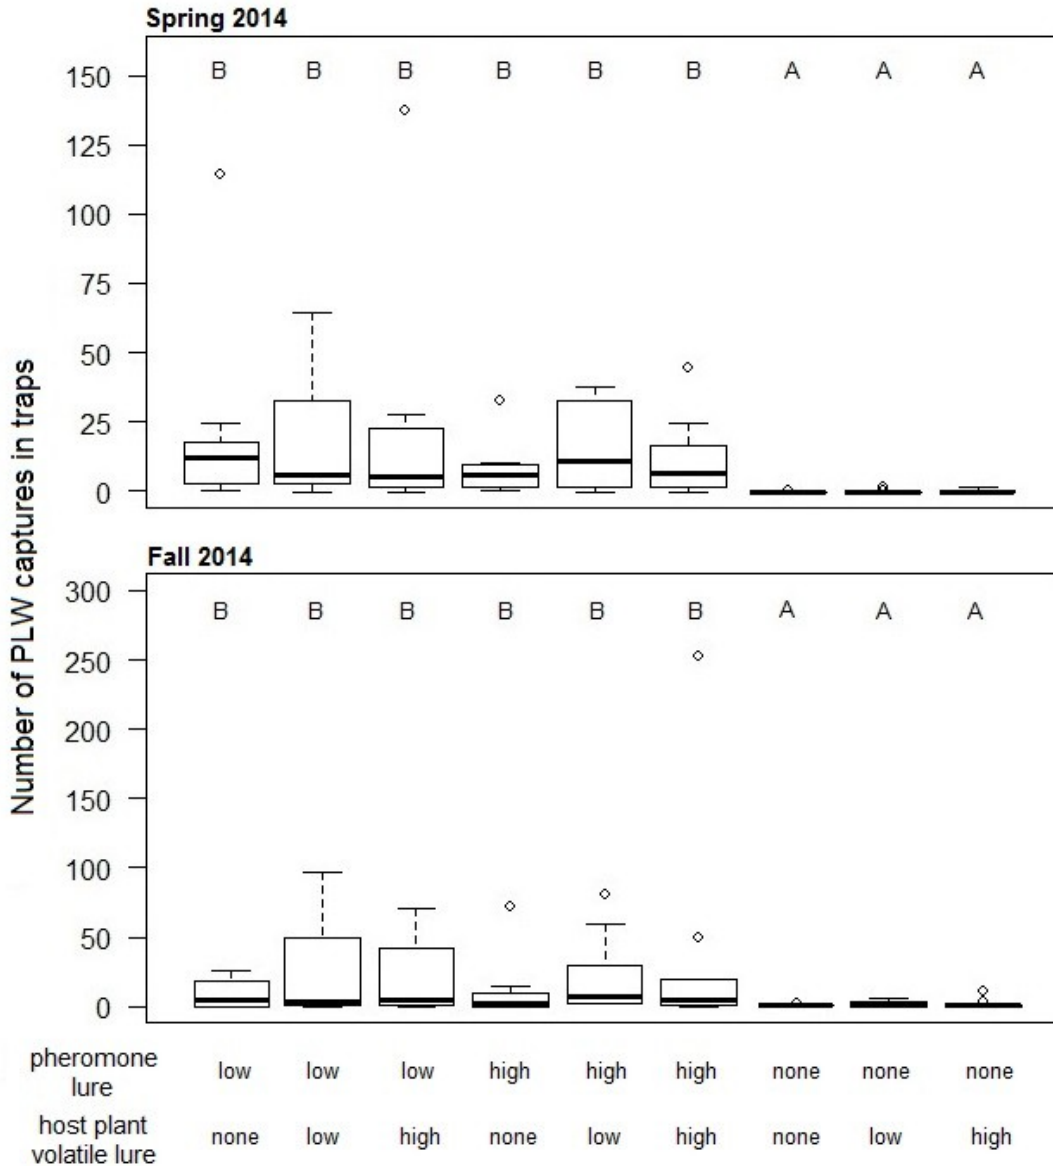 Spring 2014
B B B B B B A A A
150
125
100
75
50
25
0
Number of PLW captures in traps
Fall 2014
300
B B B B B B A A A
250
200
150
100
50
0
pheromone
lure
low low low high high high none none none
host plant
volatile lure
none low high none low high none low high